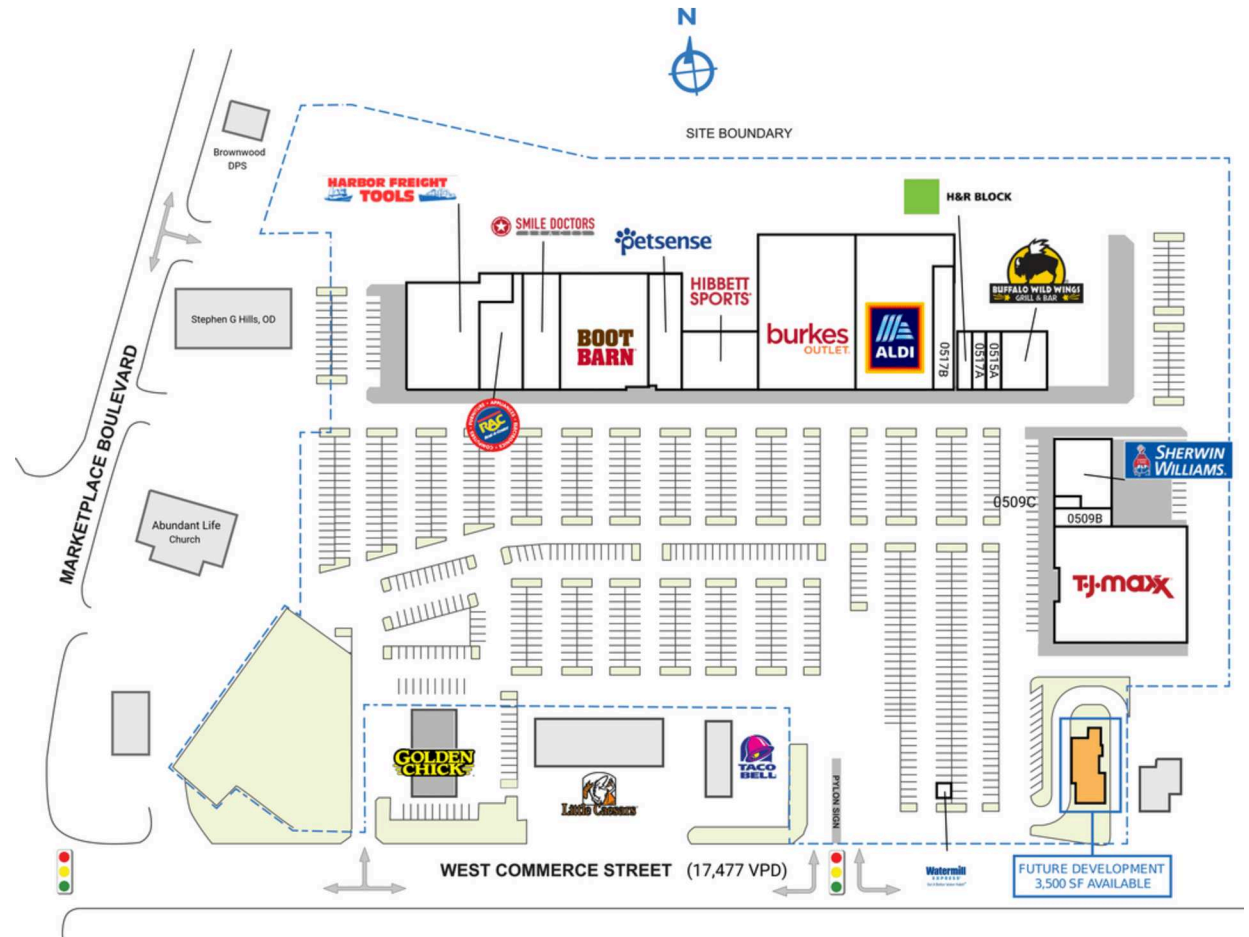 N
SITE BOUNDARY
Brownwood
DPS
HARBOR FREIGHT
TOOLS
SMILE DOCTORS
petsense
H&R BLOCK
HIBBETT
SPORTS
BUFFALO WILD WINGS
GRILL & BAR
Stephen G Hills, OD
BOOT
BARN
burkes
OUTLET
ALDI
0517B
0517A
0515A
MARKETPLACE BOULEVARD
RAC
SHERWIN
WILLIAMS.
0509C
0509B
Abundant Life
Church
T·J·maxx
GOLDEN
CHICK
Little Caesars
TACO
BELL
PYLON SIGN
WEST COMMERCE STREET (17,477 VPD)
Watermill
EXPRESS
FUTURE DEVELOPMENT
3,500 SF AVAILABLE